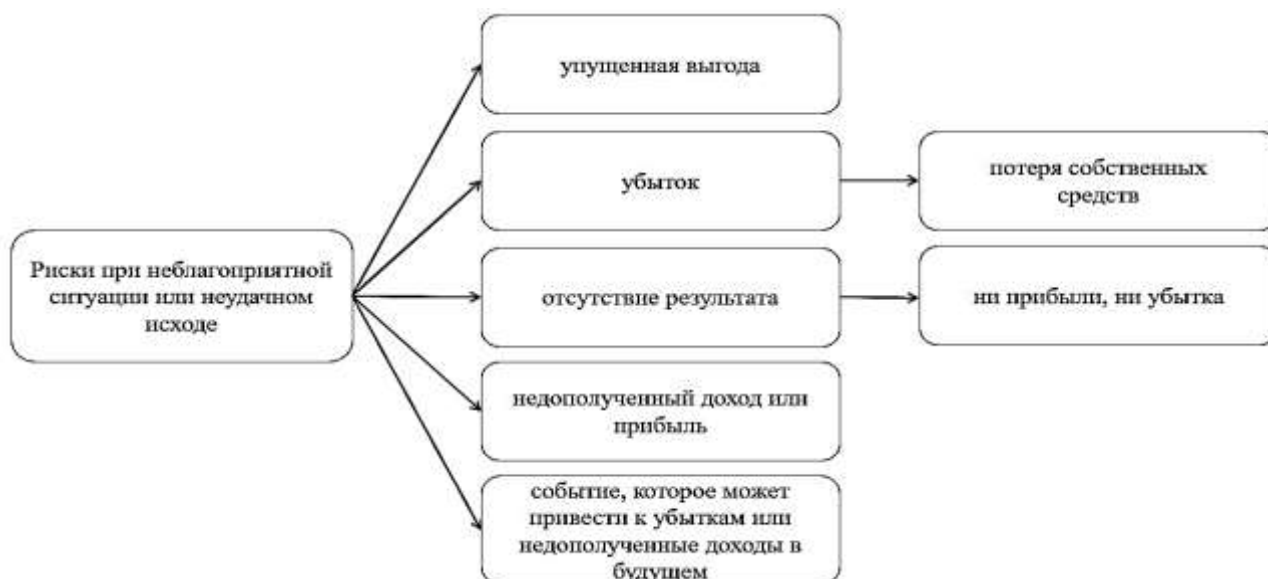 упущенная выгода
убыток
потеря собственных
средств
Риски при неблагоприятной
ситуации или неудачном
исходе
отсутствие результата
ни прибыли, ни убытка
недополученный доход или
прибыль
событие, которое может
привести к убыткам или
недополученные доходы в
будущем